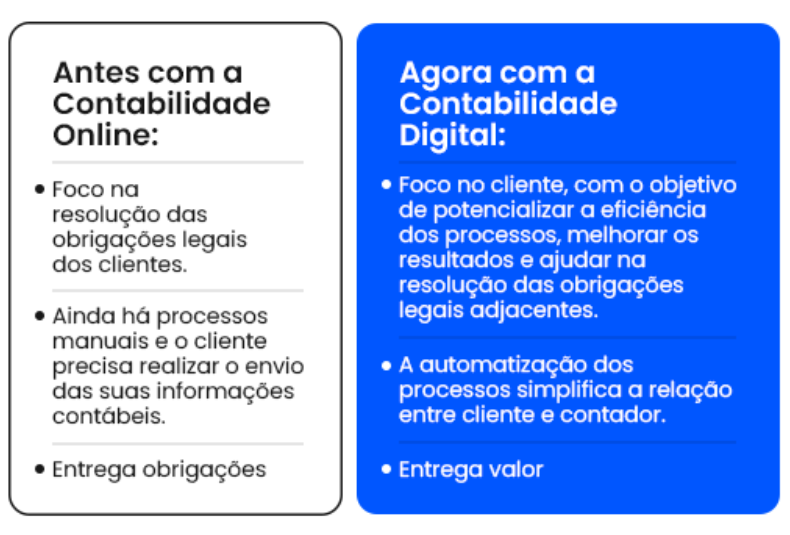 Antes com a
Contabilidade
Online:
• Foco na
resolução das
obrigações legais
dos clientes.
• Ainda há processos
manuais e o cliente
precisa realizar o envio
das suas informações
contábeis.
• Entrega obrigações
Agora com a
Contabilidade
Digital:
• Foco no cliente, com o objetivo
de potencializar a eficiência
dos processos, melhorar os
resultados e ajudar na
resolução das obrigações
legais adjacentes.
• A automatização dos
processos simplifica a relação
entre cliente e contador.
• Entrega valor